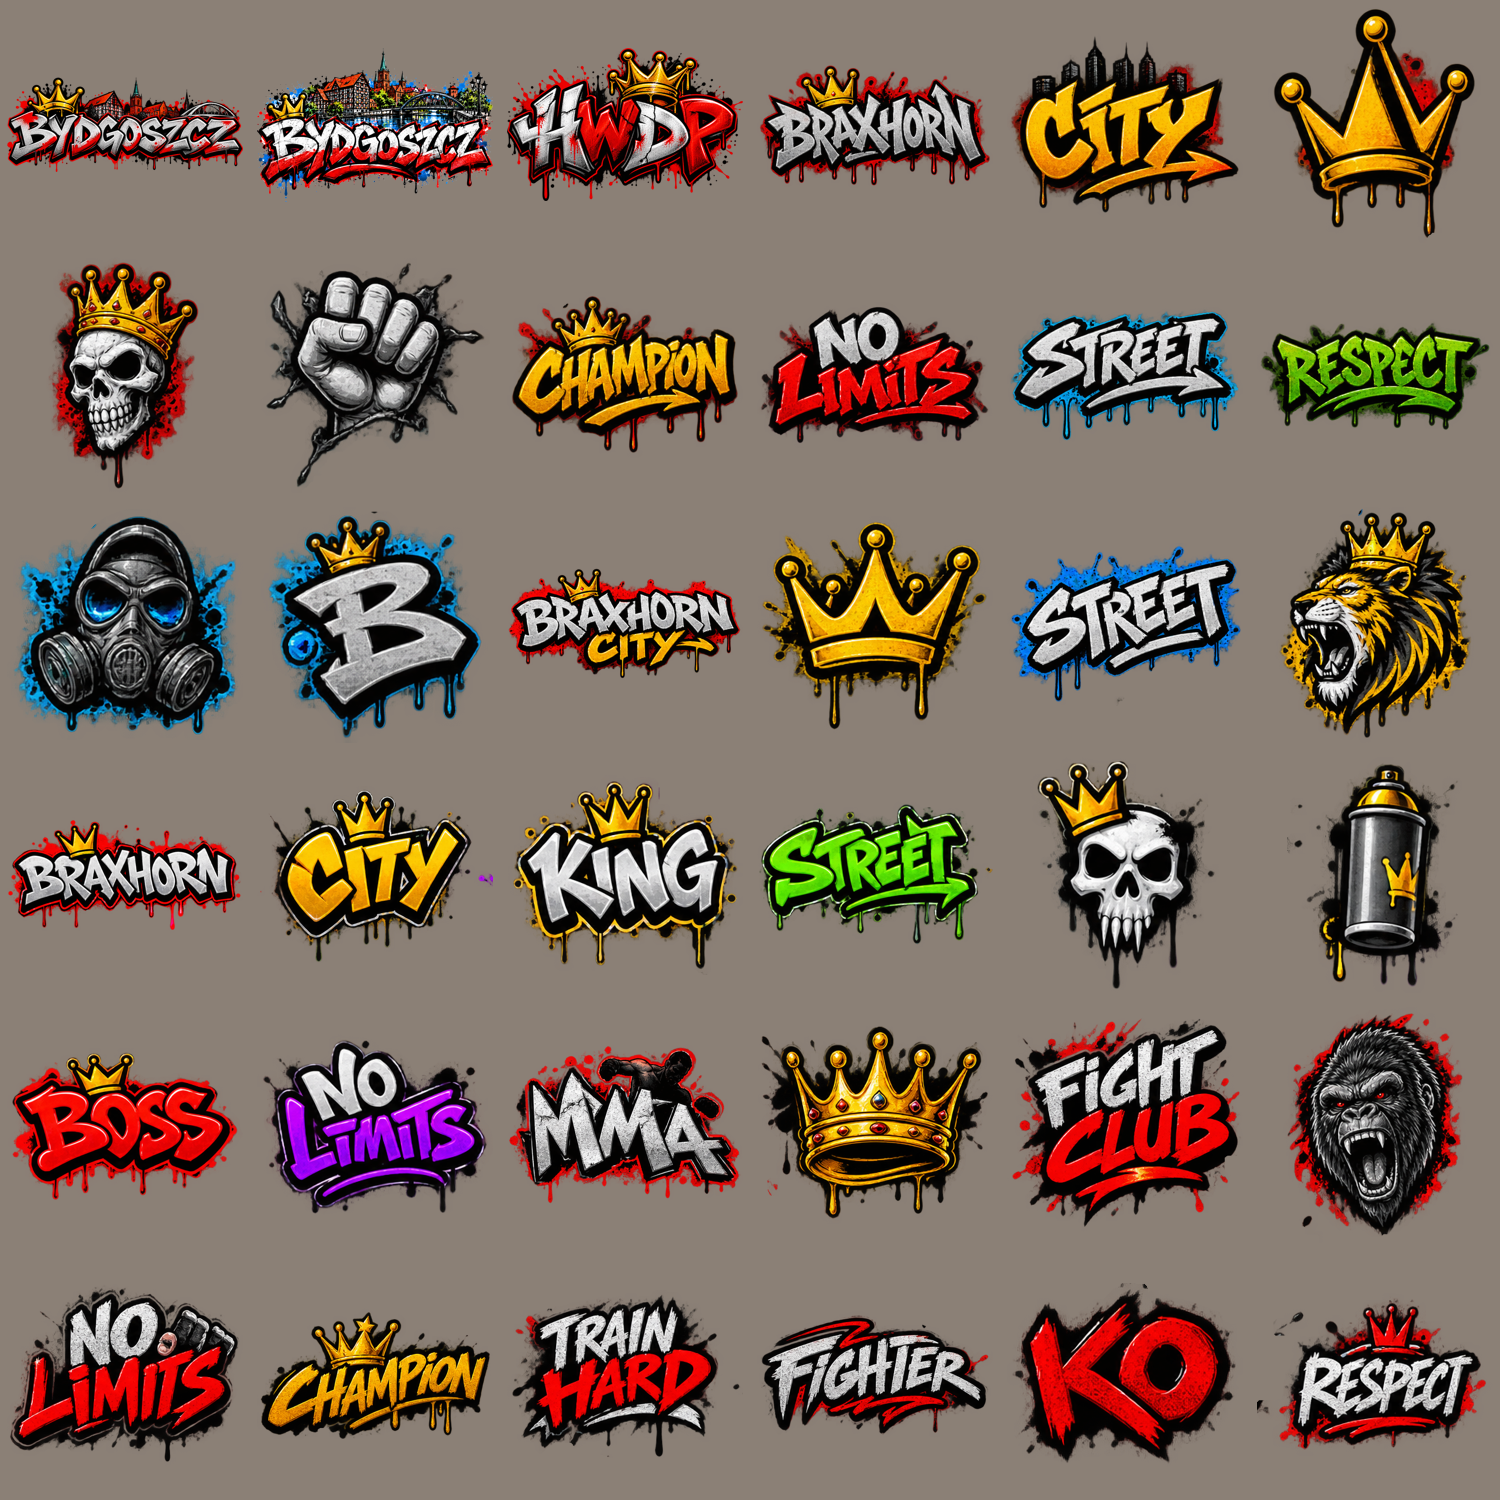 BYDGOSZCZ
BYDGOSZCZ
HWDP
BRAXHORN
CITY
CHAMPION
NO
LIMITS
STREET
RESPECT
B
BRAXHORN
CITY
STREET
BRAXHORN
CITY
KING
STREET
BOSS
NO
LIMITS
MMA
FIGHT
CLUB
NO
LIMITS
CHAMPION
TRAIN
HARD
FIGHTER
KO
RESPECT